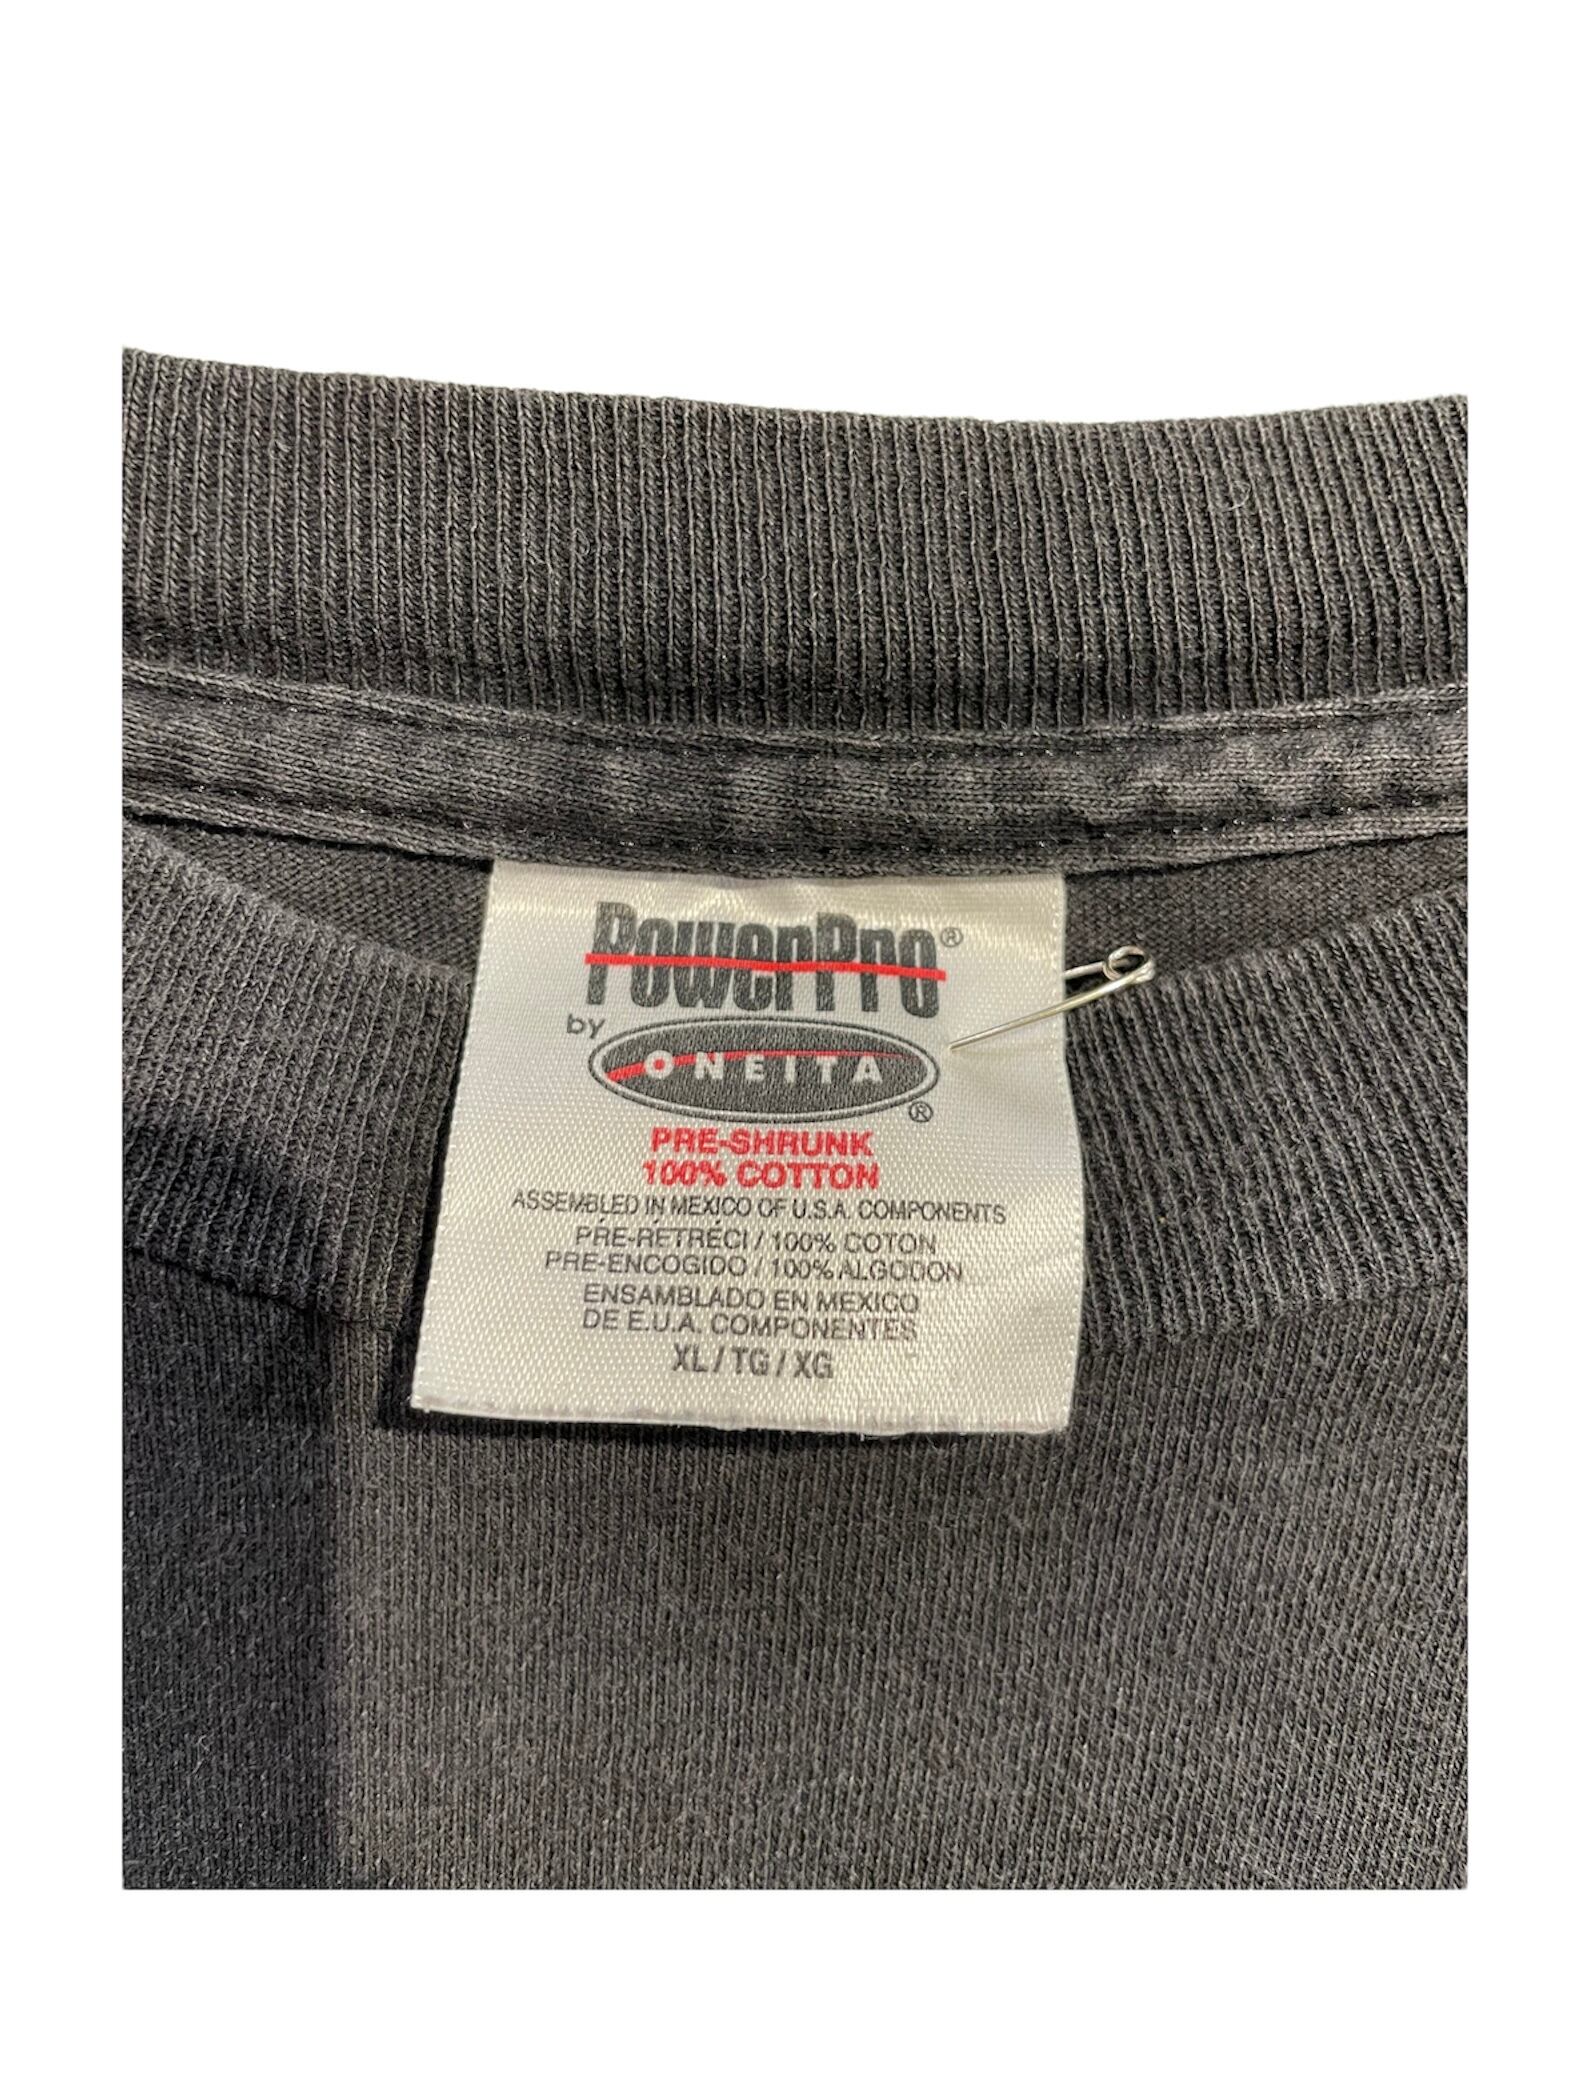 PowerPro®
by ONEITA®
PRE-SHRUNK
100% COTTON
ASSEMBLED IN MEXICO OF U.S.A. COMPONENTS
PRÉ-RÉTRÉCI / 100% COTON
PRE-ENCOGIDO / 100% ALGODON
ENSAMBLADO EN MEXICO
DE E.U.A. COMPONENTES
XL / TG / XG